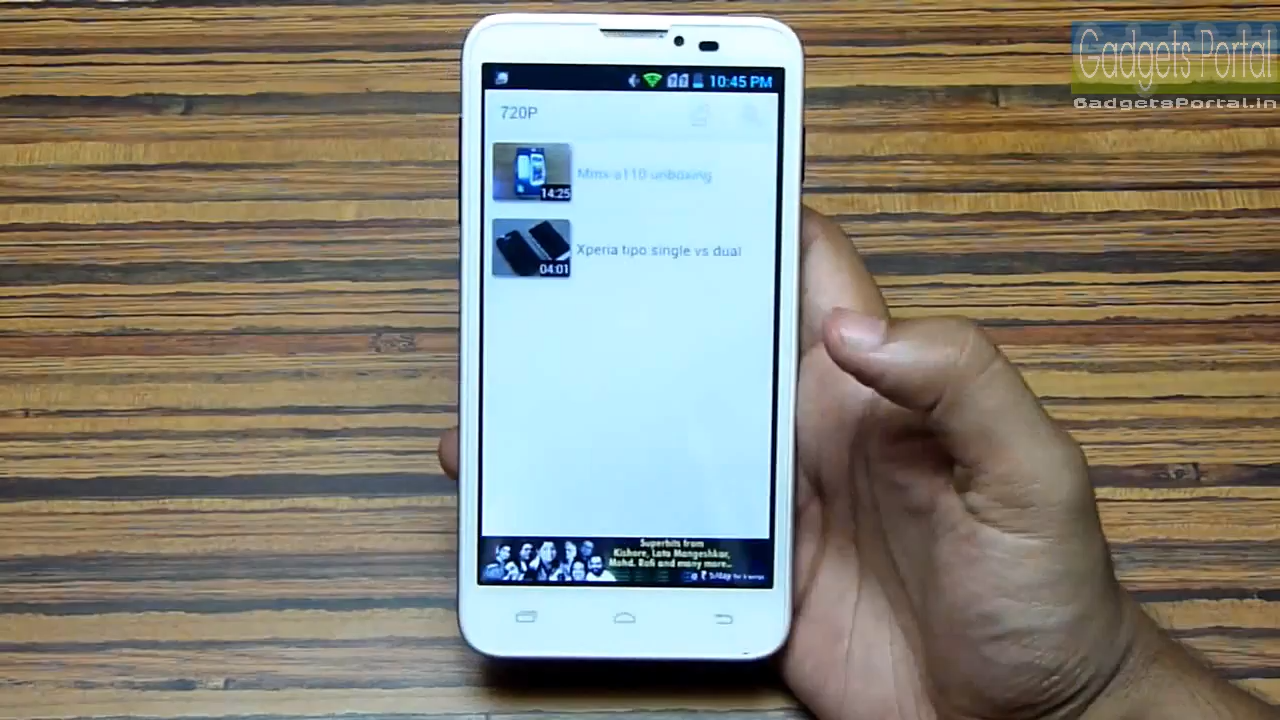 Gadgets Portal
GadgetsPortal.in
10:45 PM
720P
14:25
Mmx a110 unboxing
04:01
Xperia tipo single vs dual
Superhits from
Kishore, Lata Mangeshkar,
Mohd. Rafi and many more...